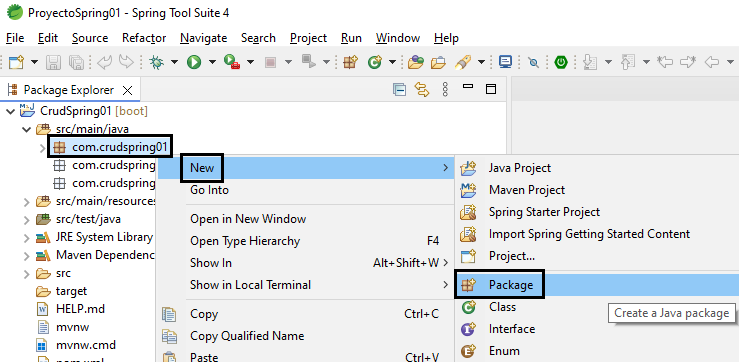 ProyectoSpring01 - Spring Tool Suite 4
File Edit Source Refactor Navigate Search Project Run Window Help
Package Explorer
CrudSpring01 [boot]
src/main/java
com.crudspring01
com.crudspring
com.crudspring
src/main/resources
src/test/java
JRE System Library
Maven Dependenc
src
target
HELP.md
mvnw
mvnw.cmd
New
Go Into
Open in New Window
Open Type Hierarchy F4
Show In Alt+Shift+W
Show in Local Terminal
Copy Ctrl+C
Copy Qualified Name
Paste Ctrl+V
Java Project
Maven Project
Spring Starter Project
Import Spring Getting Started Content
Project...
Package
Class
Interface
Enum
Create a Java package